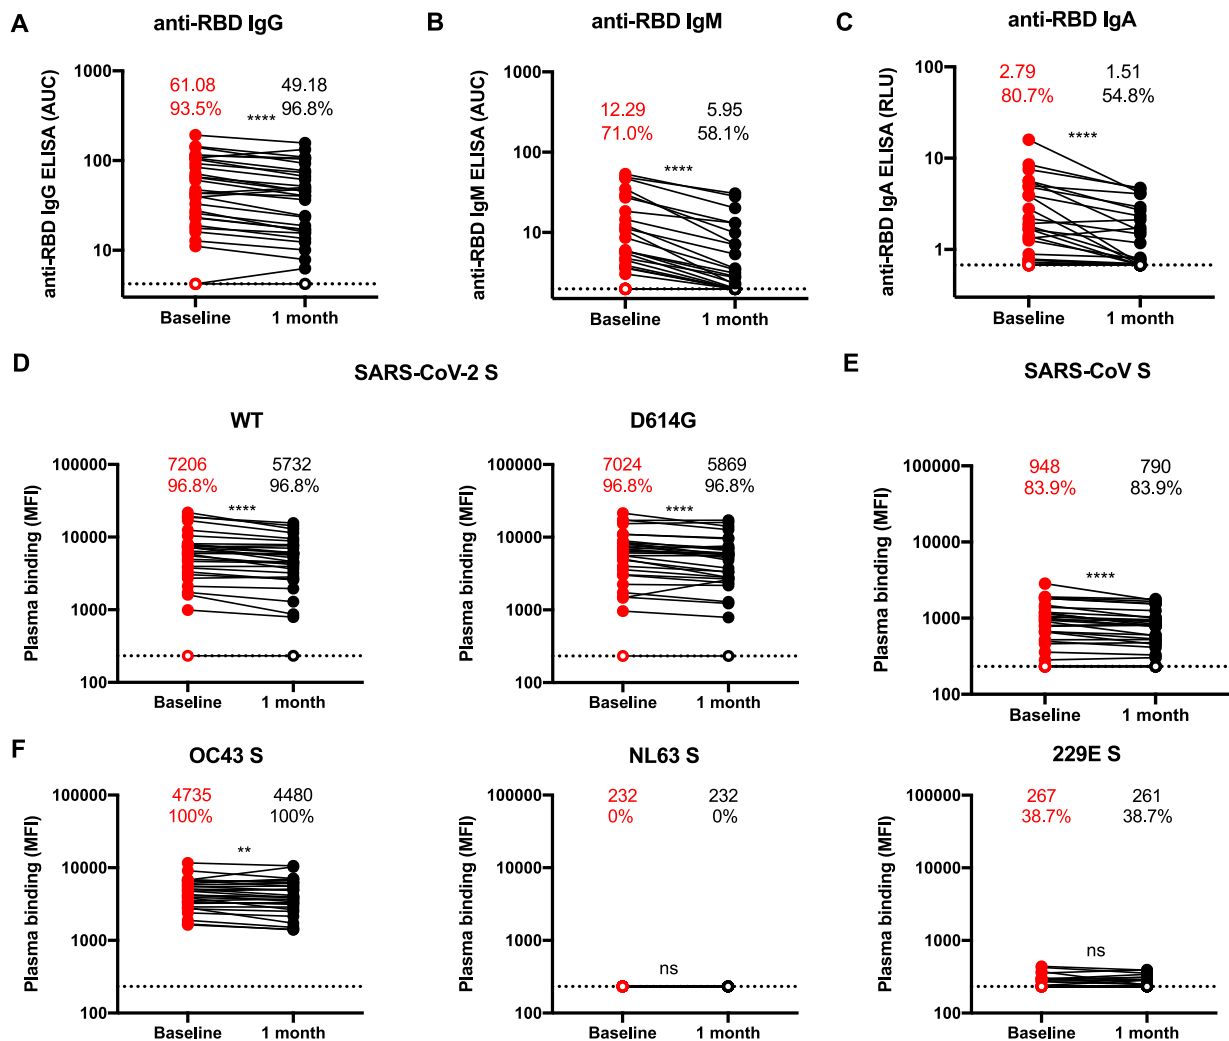 A
anti-RBD IgG
anti-RBD IgG ELISA (AUC)
1000
100
10
61.08
93.5%
49.18
96.8%
****
Baseline
1 month
B
anti-RBD IgM
anti-RBD IgM ELISA (AUC)
1000
100
10
12.29
71.0%
5.95
58.1%
****
Baseline
1 month
C
anti-RBD IgA
anti-RBD IgA ELISA (RLU)
100
10
1
2.79
80.7%
1.51
54.8%
****
Baseline
1 month
D
SARS-CoV-2 S
WT
Plasma binding (MFI)
100000
10000
1000
100
7206
96.8%
5732
96.8%
****
Baseline
1 month
D614G
Plasma binding (MFI)
100000
10000
1000
100
7024
96.8%
5869
96.8%
****
Baseline
1 month
E
SARS-CoV S
Plasma binding (MFI)
100000
10000
1000
100
948
83.9%
790
83.9%
****
Baseline
1 month
F
OC43 S
Plasma binding (MFI)
100000
10000
1000
100
4735
100%
4480
100%
**
Baseline
1 month
NL63 S
Plasma binding (MFI)
100000
10000
1000
100
232
0%
232
0%
ns
Baseline
1 month
229E S
Plasma binding (MFI)
100000
10000
1000
100
267
38.7%
261
38.7%
ns
Baseline
1 month